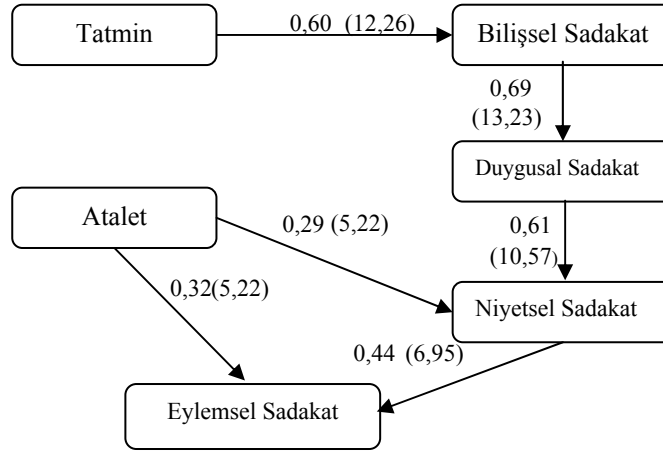 Tatmin
0,60 (12,26)
Bilişsel Sadakat
0,69
(13,23)
Duygusal Sadakat
Atalet
0,29 (5,22)
0,61
(10,57)
0,32(5,22)
Niyetsel Sadakat
0,44 (6,95)
Eylemsel Sadakat